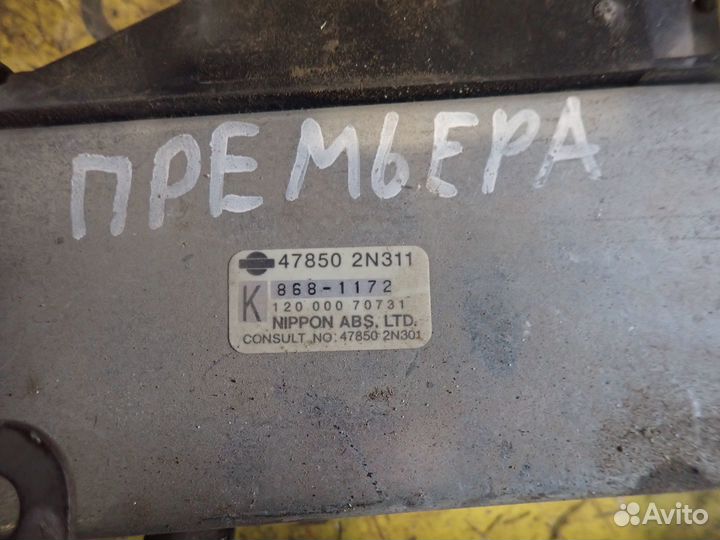 ПРЕМЬЕРА
47850 2N311
K 868-1172
120 000 70731
NIPPON ABS, LTD.
CONSULT NO: 47850 2N301
Avito